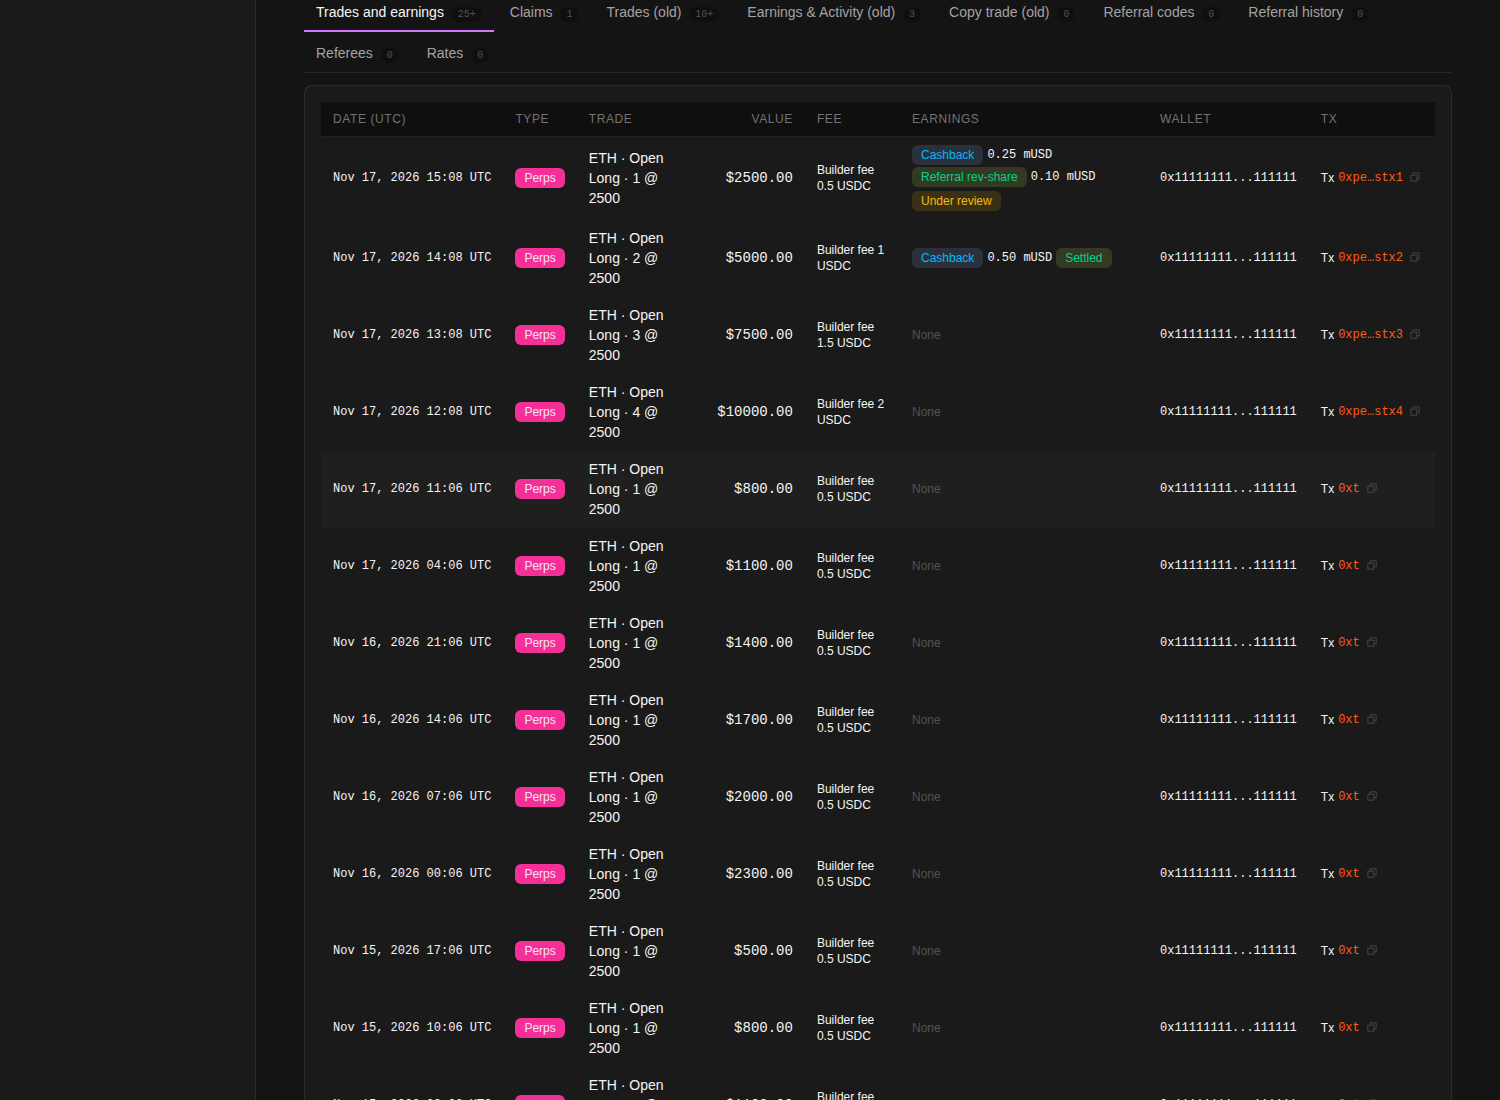 Trades and earnings 25+ Claims 1 Trades (old) 10+ Earnings & Activity (old) 3 Copy trade (old) 0 Referral codes 0 Referral history 0
Referees 0 Rates 0
DATE (UTC) TYPE TRADE VALUE FEE EARNINGS WALLET TX
Nov 17, 2026 15:08 UTC Perps ETH · Open Long · 1 @ 2500 $2500.00 Builder fee 0.5 USDC Cashback 0.25 mUSD Referral rev-share 0.10 mUSD Under review 0x11111111...111111 Tx 0xpe…stx1
Nov 17, 2026 14:08 UTC Perps ETH · Open Long · 2 @ 2500 $5000.00 Builder fee 1 USDC Cashback 0.50 mUSD Settled 0x11111111...111111 Tx 0xpe…stx2
Nov 17, 2026 13:08 UTC Perps ETH · Open Long · 3 @ 2500 $7500.00 Builder fee 1.5 USDC None 0x11111111...111111 Tx 0xpe…stx3
Nov 17, 2026 12:08 UTC Perps ETH · Open Long · 4 @ 2500 $10000.00 Builder fee 2 USDC None 0x11111111...111111 Tx 0xpe…stx4
Nov 17, 2026 11:06 UTC Perps ETH · Open Long · 1 @ 2500 $800.00 Builder fee 0.5 USDC None 0x11111111...111111 Tx 0xt
Nov 17, 2026 04:06 UTC Perps ETH · Open Long · 1 @ 2500 $1100.00 Builder fee 0.5 USDC None 0x11111111...111111 Tx 0xt
Nov 16, 2026 21:06 UTC Perps ETH · Open Long · 1 @ 2500 $1400.00 Builder fee 0.5 USDC None 0x11111111...111111 Tx 0xt
Nov 16, 2026 14:06 UTC Perps ETH · Open Long · 1 @ 2500 $1700.00 Builder fee 0.5 USDC None 0x11111111...111111 Tx 0xt
Nov 16, 2026 07:06 UTC Perps ETH · Open Long · 1 @ 2500 $2000.00 Builder fee 0.5 USDC None 0x11111111...111111 Tx 0xt
Nov 16, 2026 00:06 UTC Perps ETH · Open Long · 1 @ 2500 $2300.00 Builder fee 0.5 USDC None 0x11111111...111111 Tx 0xt
Nov 15, 2026 17:06 UTC Perps ETH · Open Long · 1 @ 2500 $500.00 Builder fee 0.5 USDC None 0x11111111...111111 Tx 0xt
Nov 15, 2026 10:06 UTC Perps ETH · Open Long · 1 @ 2500 $800.00 Builder fee 0.5 USDC None 0x11111111...111111 Tx 0xt
ETH · Open Builder fee